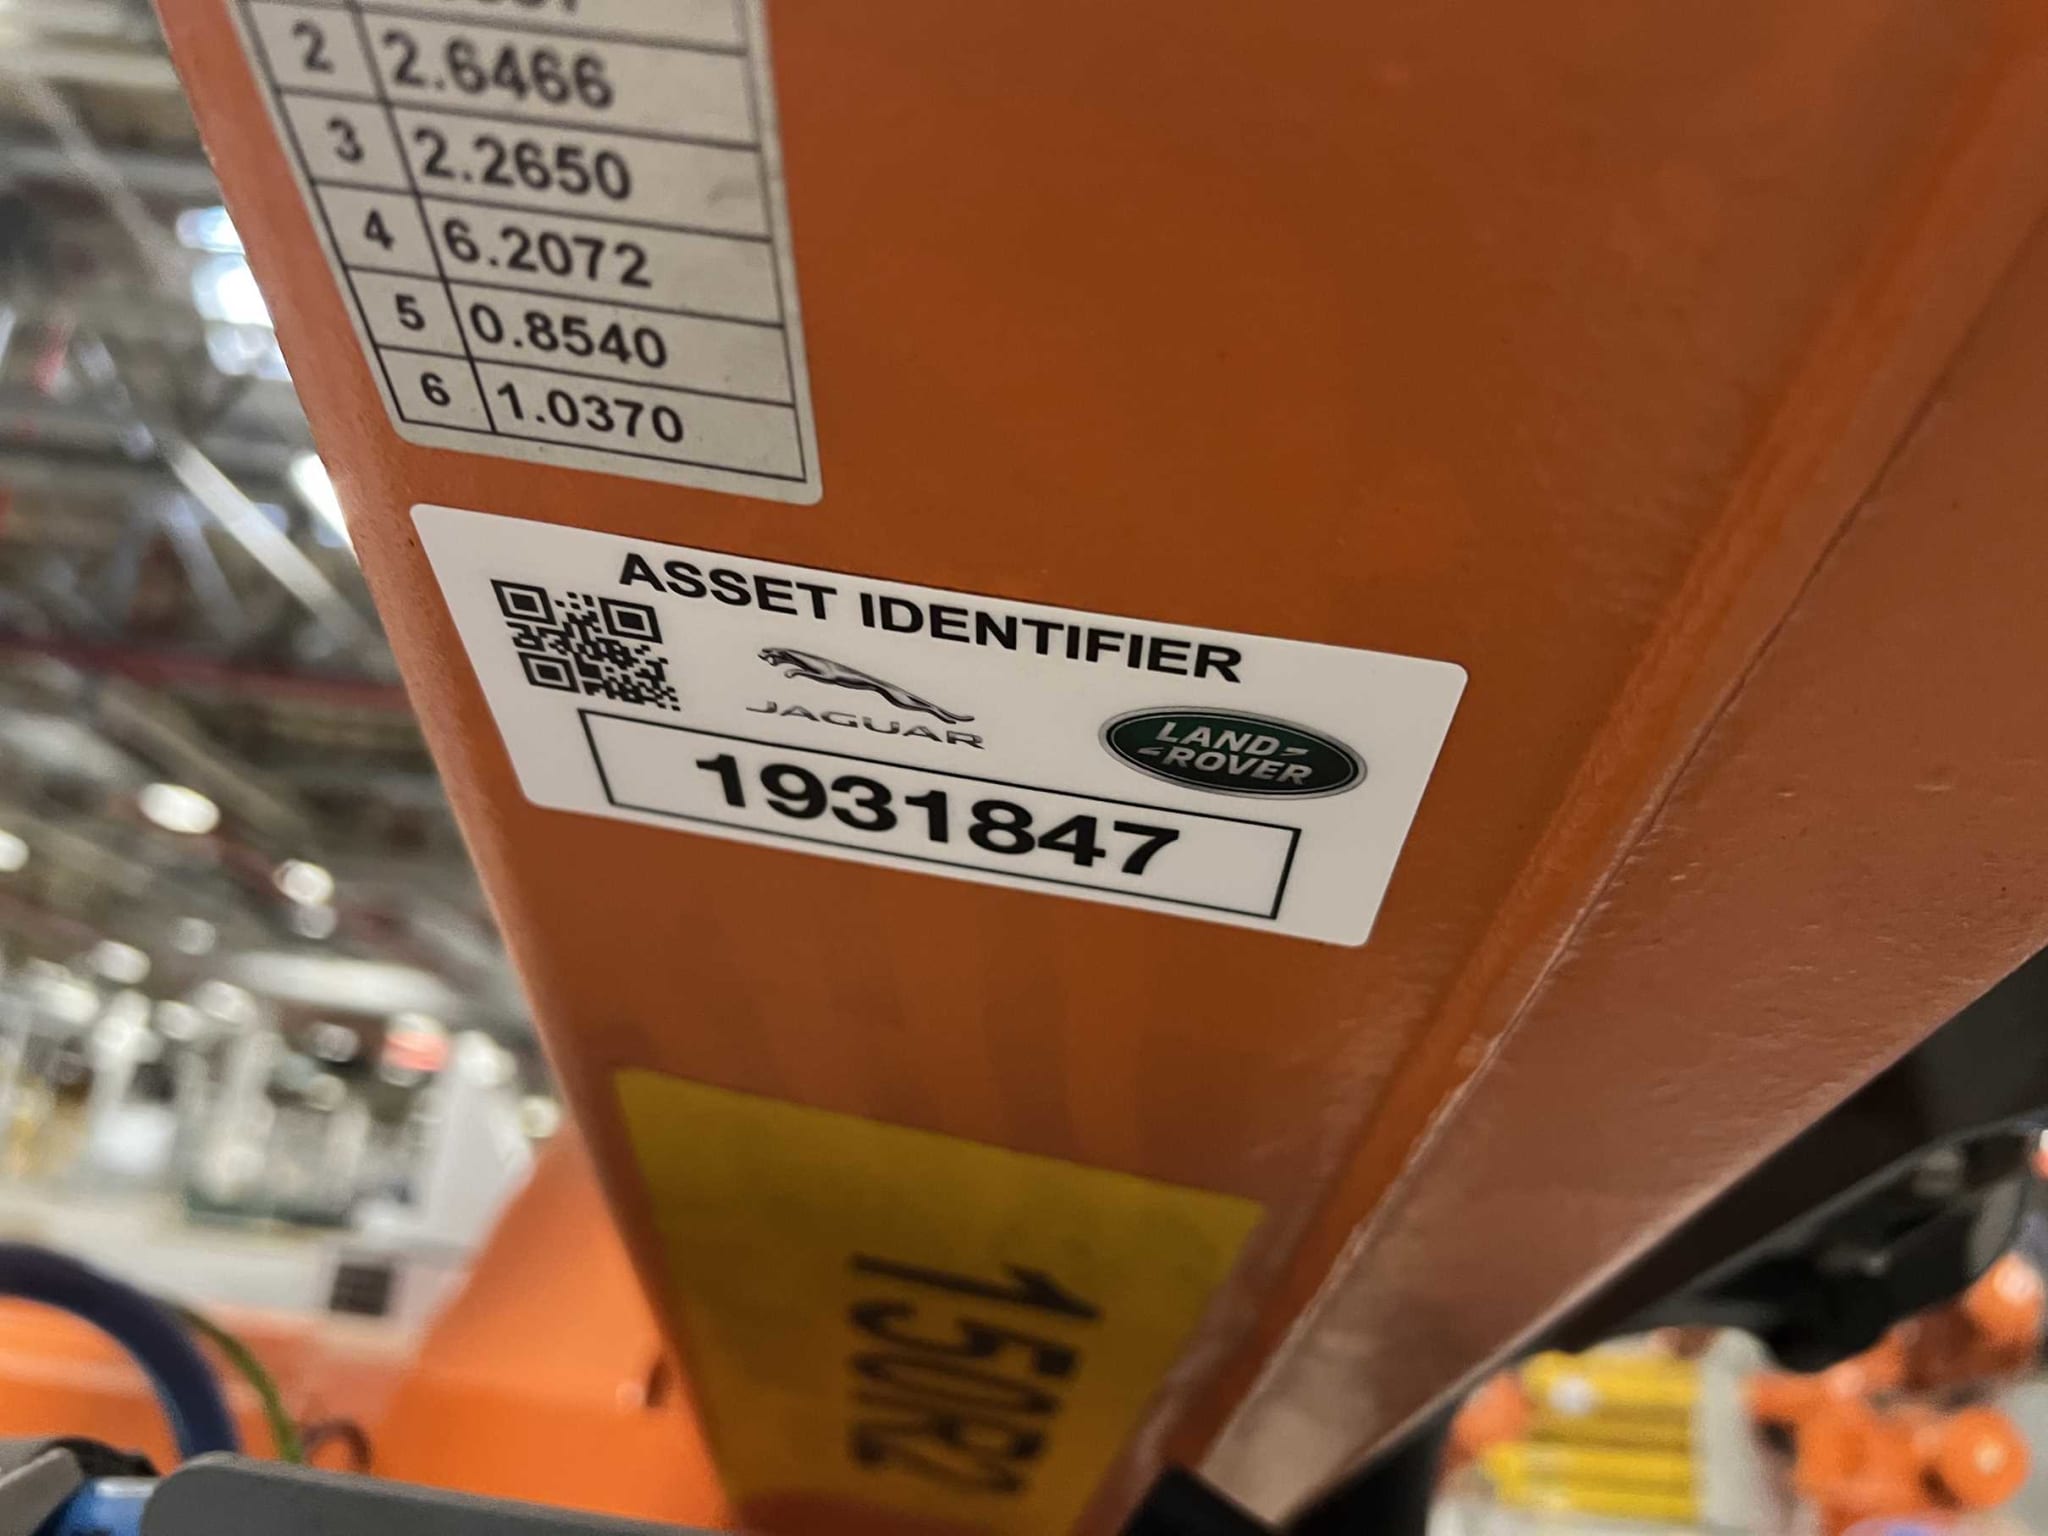 2 2.6466
3 2.2650
4 6.2072
5 0.8540
6 1.0370
ASSET IDENTIFIER
JAGUAR
LAND
ROVER
1931847
150R2